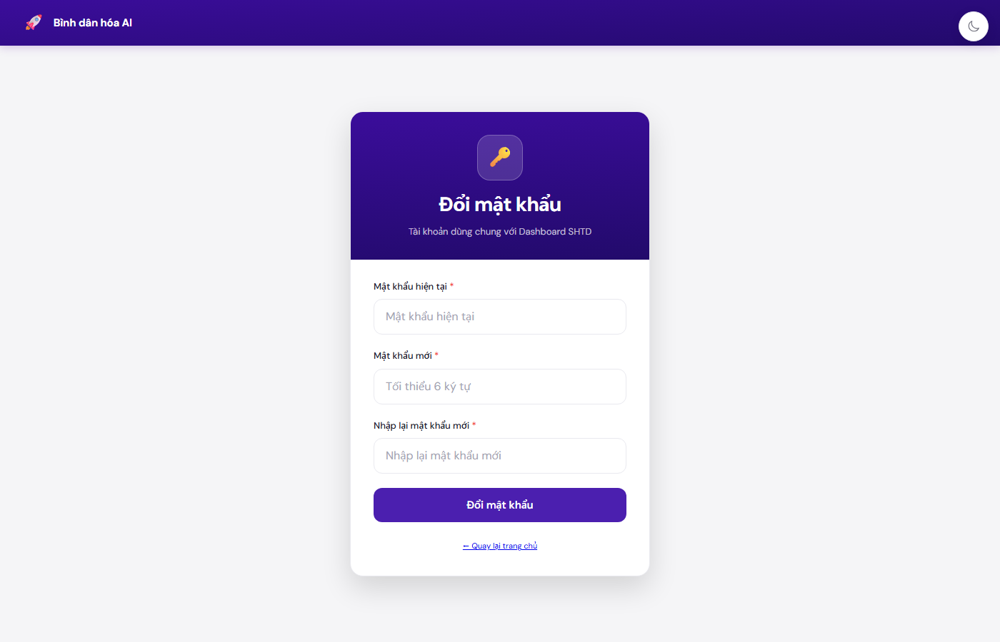 Bình dân hóa AI
Đổi mật khẩu
Tài khoản dùng chung với Dashboard SHTD
Mật khẩu hiện tại *
Mật khẩu hiện tại
Mật khẩu mới *
Tối thiểu 6 ký tự
Nhập lại mật khẩu mới *
Nhập lại mật khẩu mới
Đổi mật khẩu
← Quay lại trang chủ